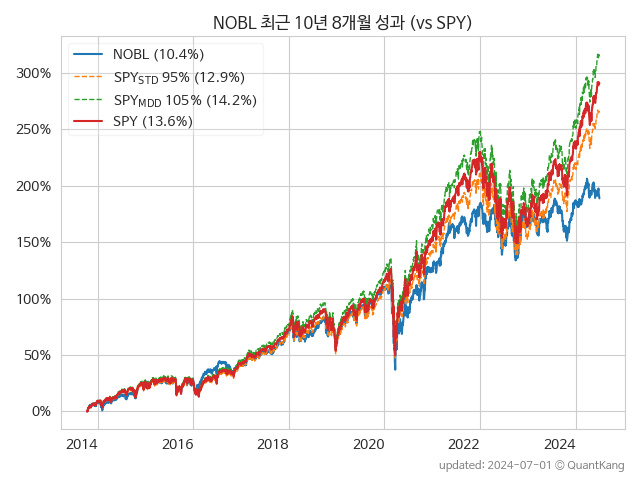 NOBL 최근 10년 8개월 성과 (vs SPY)
NOBL (10.4%)
SPY_STD 95% (12.9%)
SPY_MDD 105% (14.2%)
SPY (13.6%)
300%
250%
200%
150%
100%
50%
0%
2014 2016 2018 2020 2022 2024
updated: 2024-07-01 © QuantKang